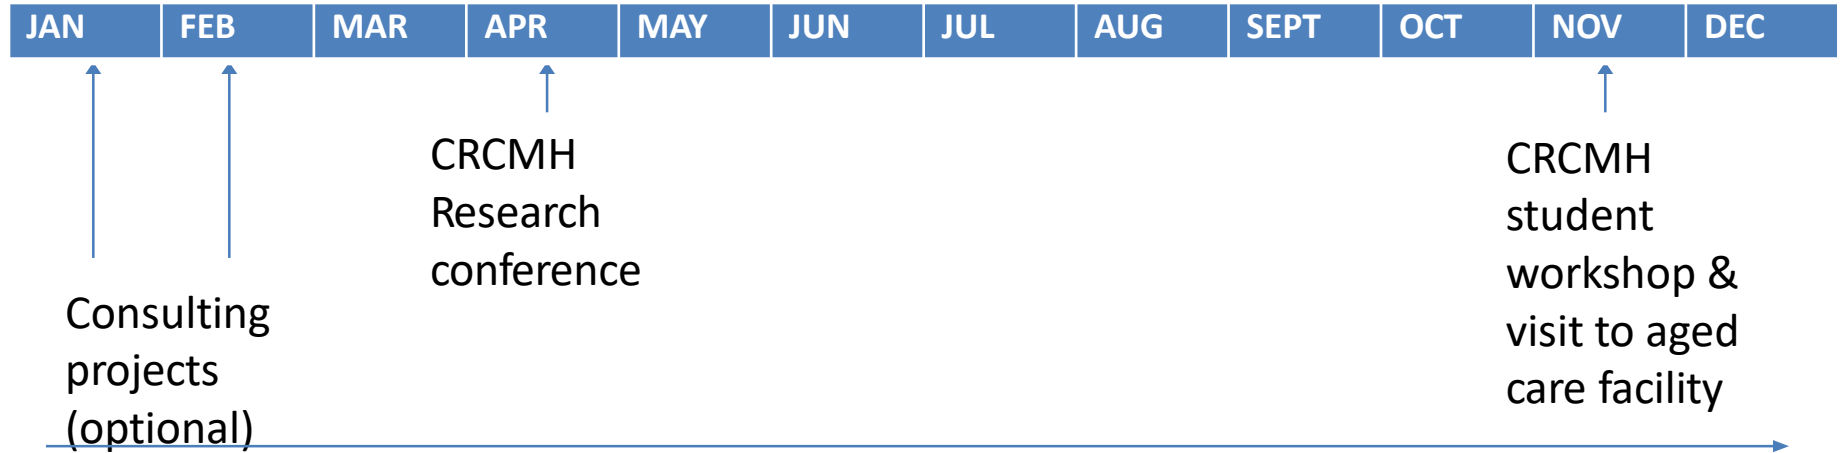 JAN FEB MAR APR MAY JUN JUL AUG SEPT OCT NOV DEC
Consulting
projects
(optional)
CRCMH
Research
conference
CRCMH
student
workshop &
visit to aged
care facility